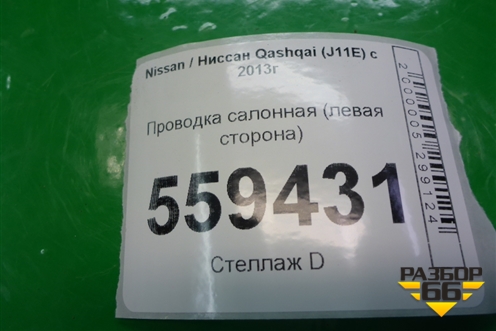 Nissan / Ниссан Qashqai (J11E) с
2013г
Проводка салонная (левая
сторона)
559431
Стеллаж D
2000005299124
РАЗБОР
66